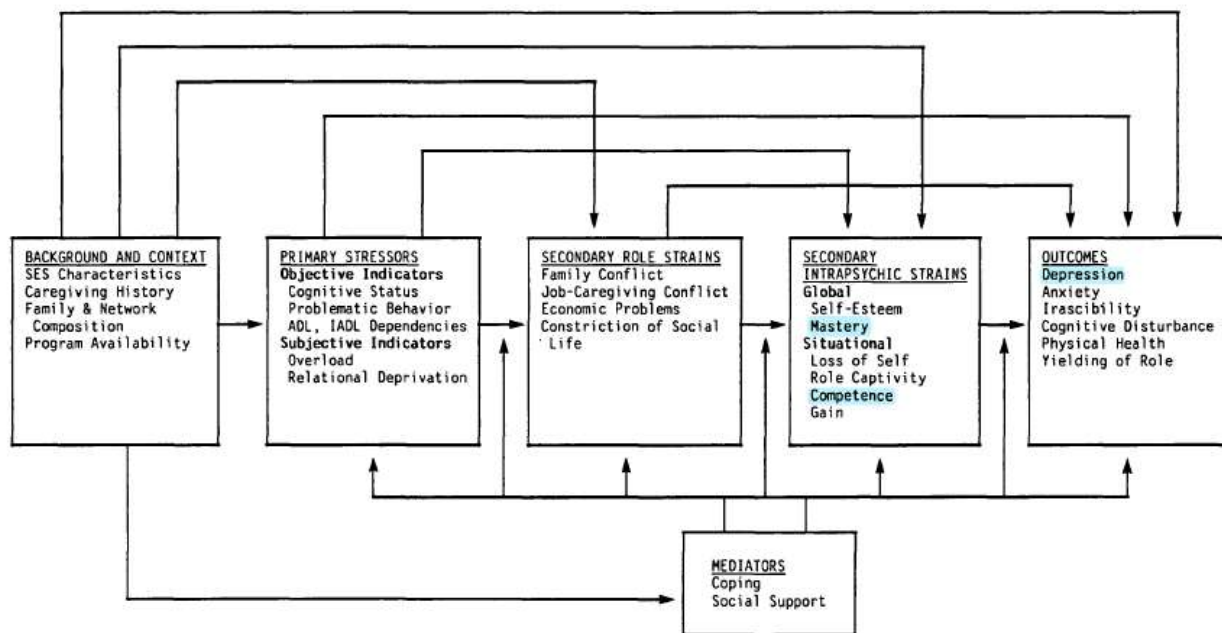 BACKGROUND AND CONTEXT
SES Characteristics
Caregiving History
Family & Network
Composition
Program Availability
PRIMARY STRESSORS
Objective Indicators
Cognitive Status
Problematic Behavior
ADL, IADL Dependencies
Subjective Indicators
Overload
Relational Deprivation
SECONDARY ROLE STRAINS
Family Conflict
Job-Caregiving Conflict
Economic Problems
Constriction of Social
Life
SECONDARY
INTRAPSYCHIC STRAINS
Global
Self-Esteem
Mastery
Situational
Loss of Self
Role Captivity
Competence
Gain
OUTCOMES
Depression
Anxiety
Irascibility
Cognitive Disturbance
Physical Health
Yielding of Role
MEDIATORS
Coping
Social Support